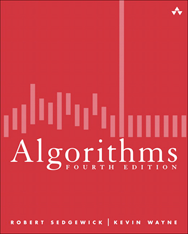 Algorithms
FOURTH EDITION
ROBERT SEDGEWICK | KEVIN WAYNE